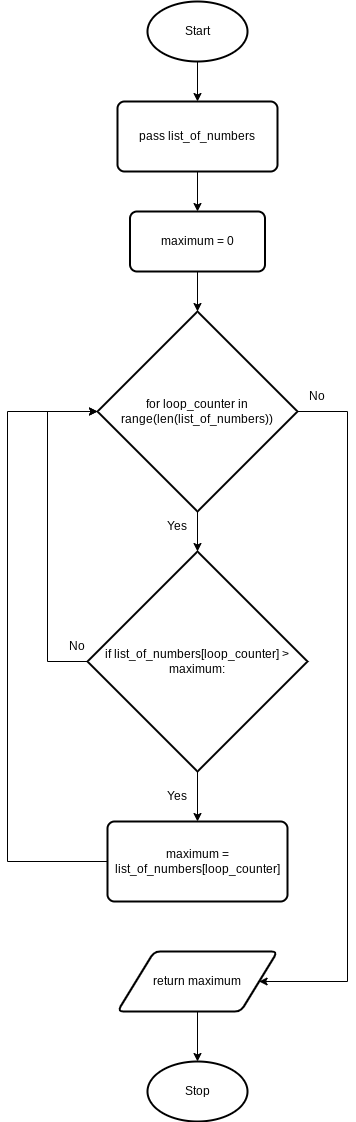 Start
pass list_of_numbers
maximum = 0
for loop_counter in
range(len(list_of_numbers))
No
Yes
if list_of_numbers[loop_counter] >
maximum:
No
Yes
maximum =
list_of_numbers[loop_counter]
return maximum
Stop